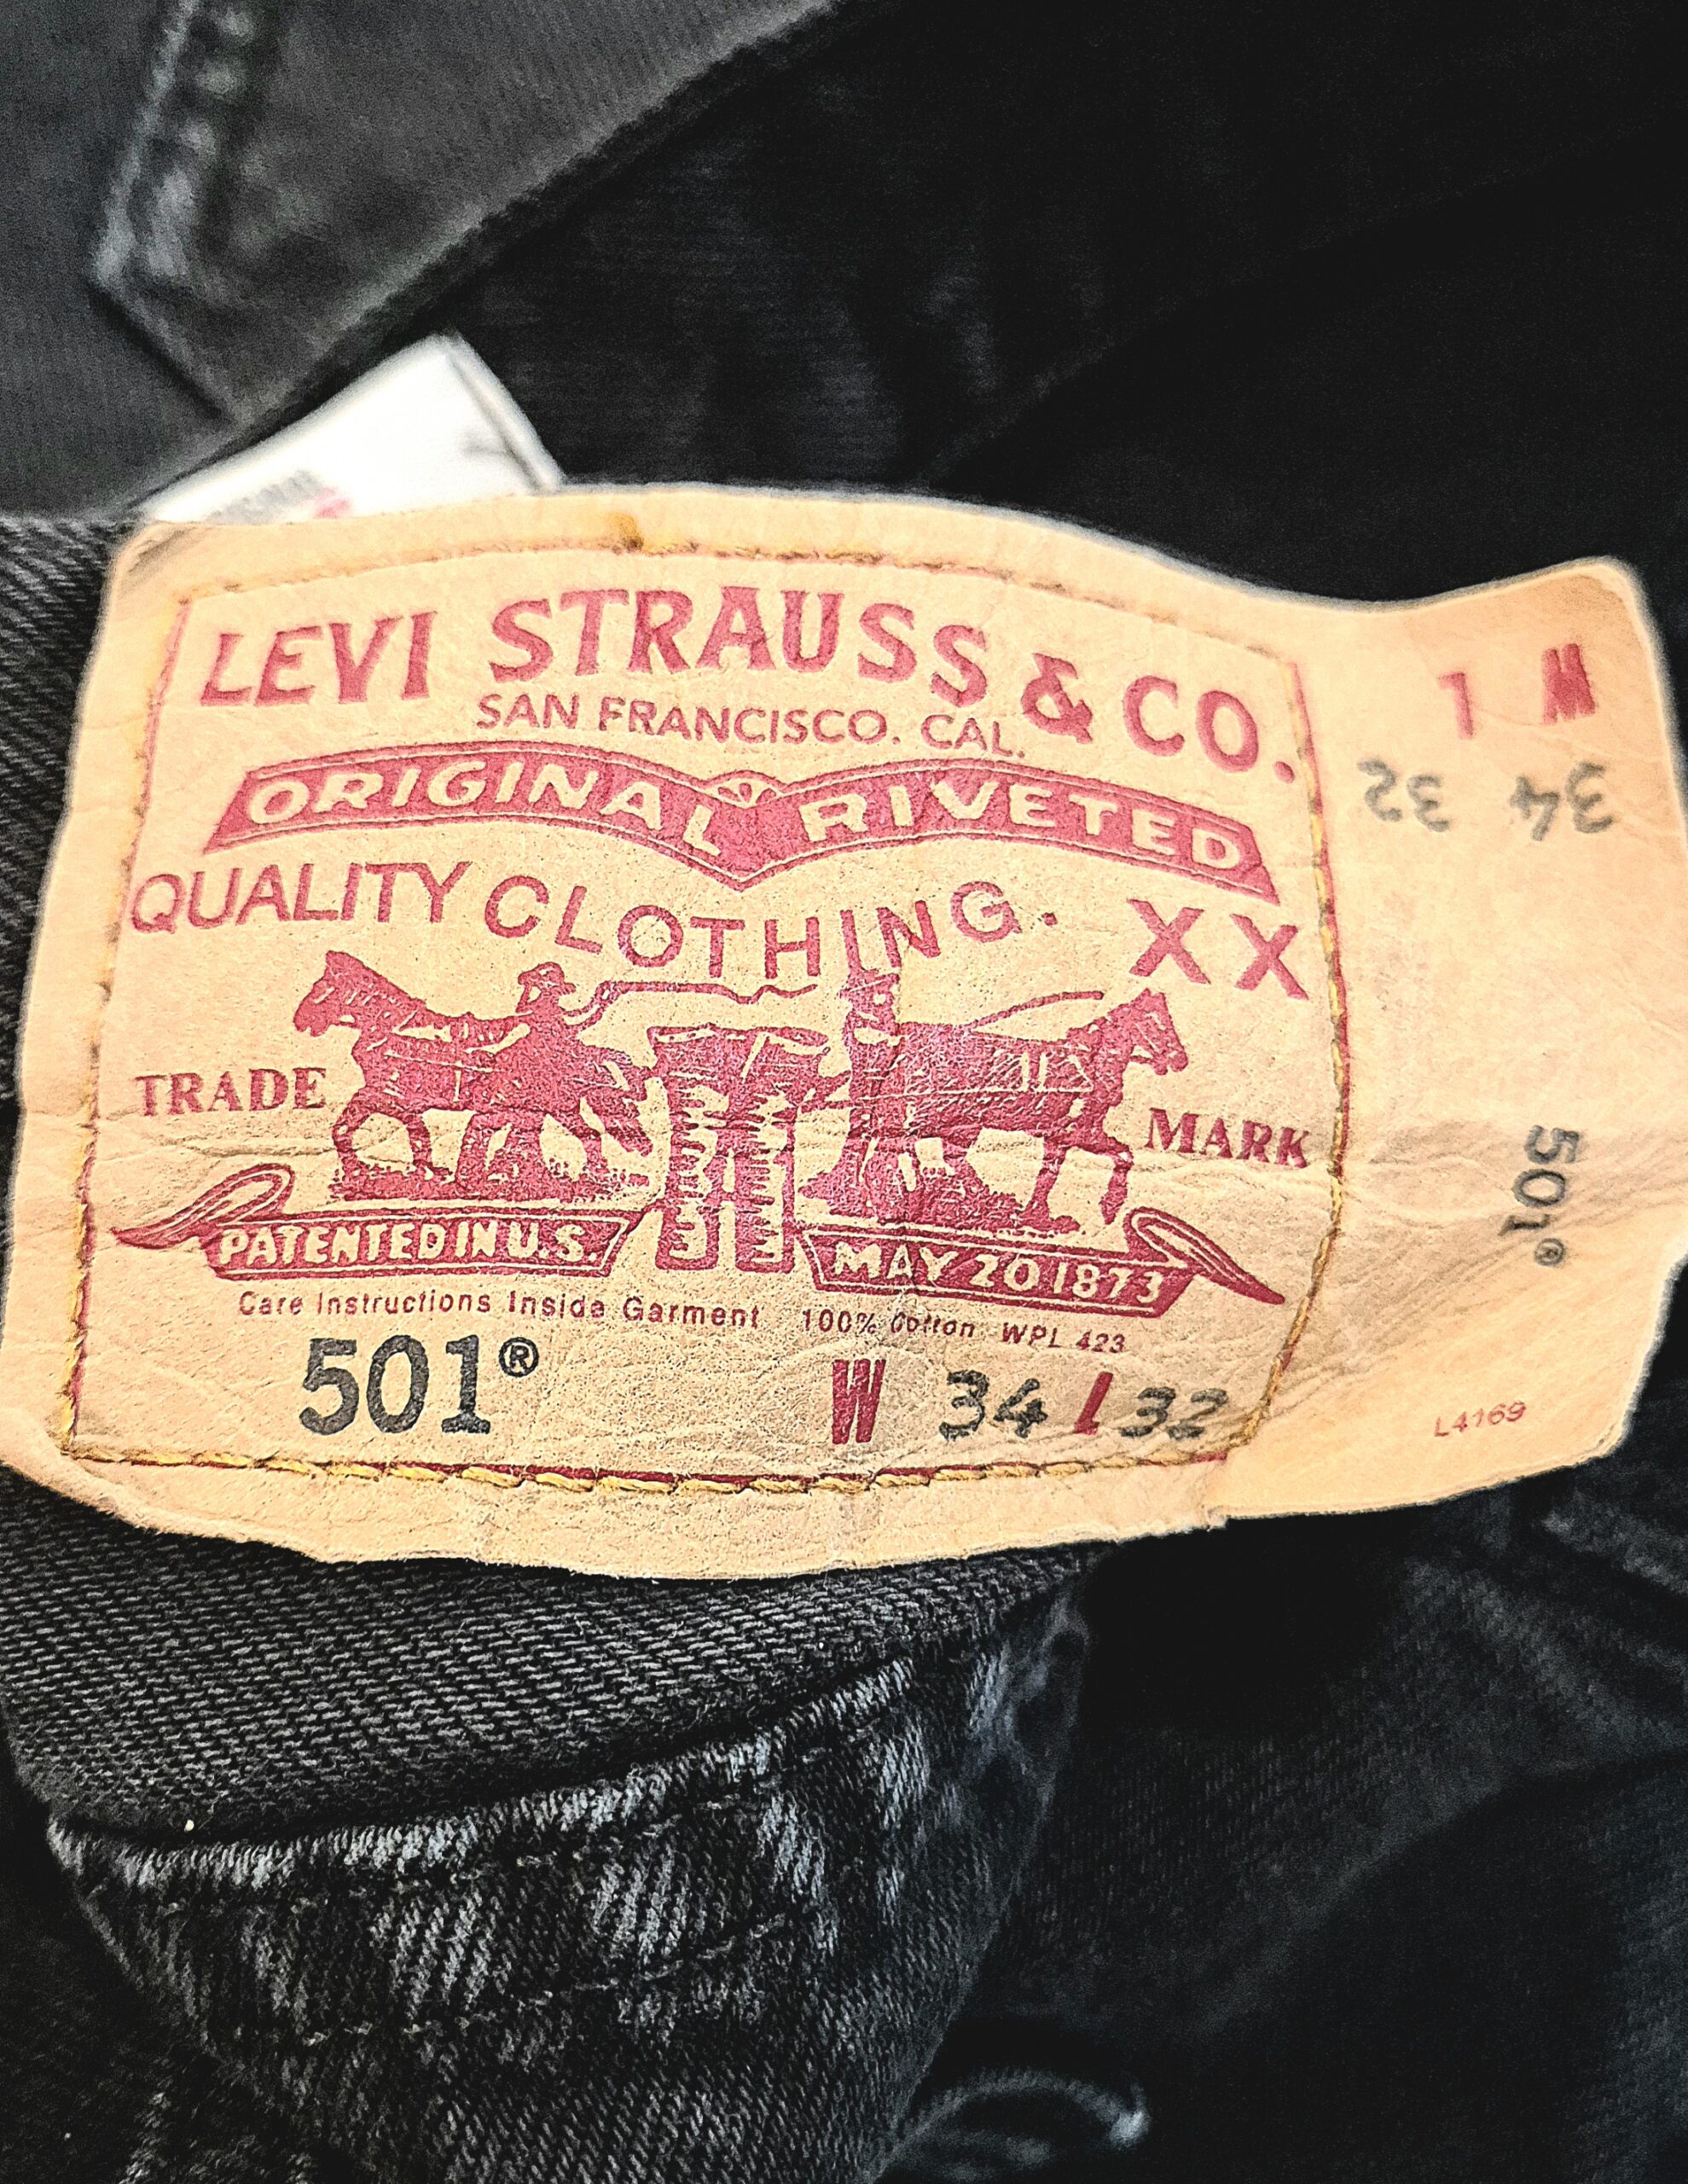 LEVI STRAUSS & CO.
SAN FRANCISCO. CAL.
ORIGINAL RIVETED
QUALITY CLOTHING. XX
TRADE MARK
PATENTED IN U.S. MAY 20 1873
Care Instructions Inside Garment 100% Cotton WPL 423
501® W 34 L 32
W L
34 32
501®
L4169